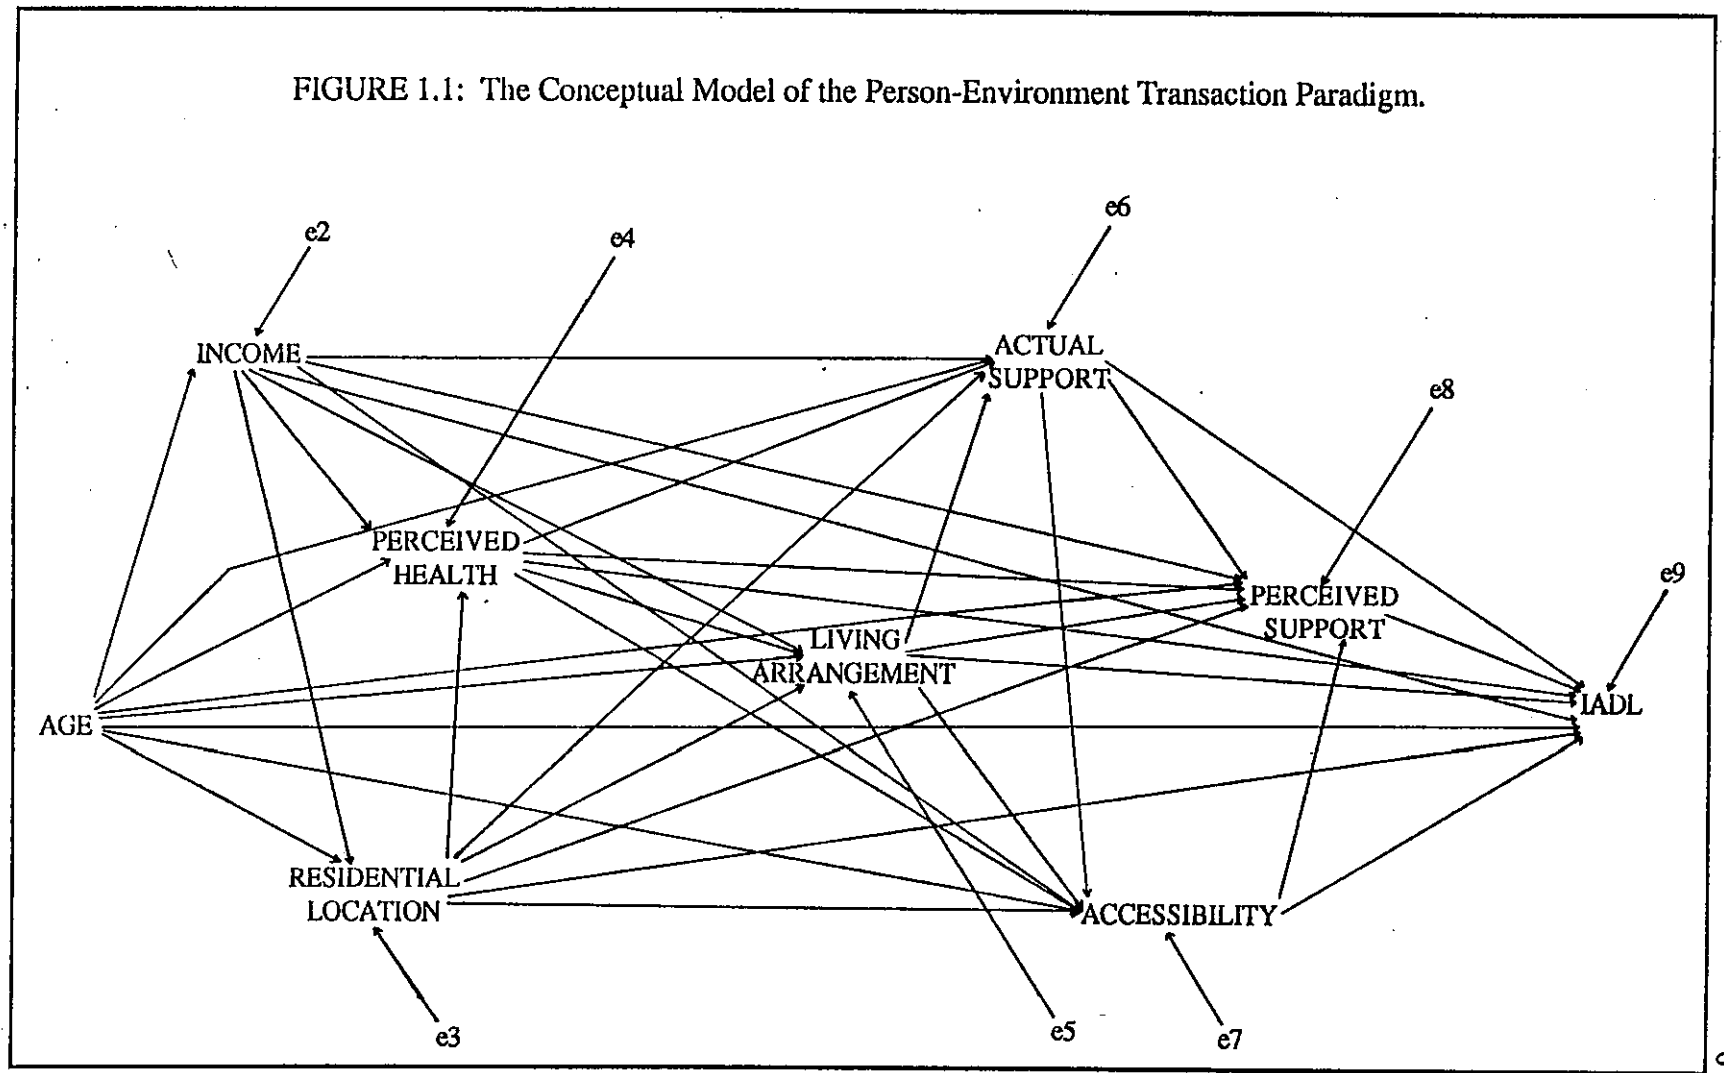 FIGURE 1.1: The Conceptual Model of the Person-Environment Transaction Paradigm.
e6
e2
e4
ACTUAL
SUPPORT
INCOME
e8
PERCEIVED
HEALTH
e9
PERCEIVED
SUPPORT
LIVING
ARRANGEMENT
IADL
AGE
RESIDENTIAL
LOCATION
ACCESSIBILITY
e3
e5
e7